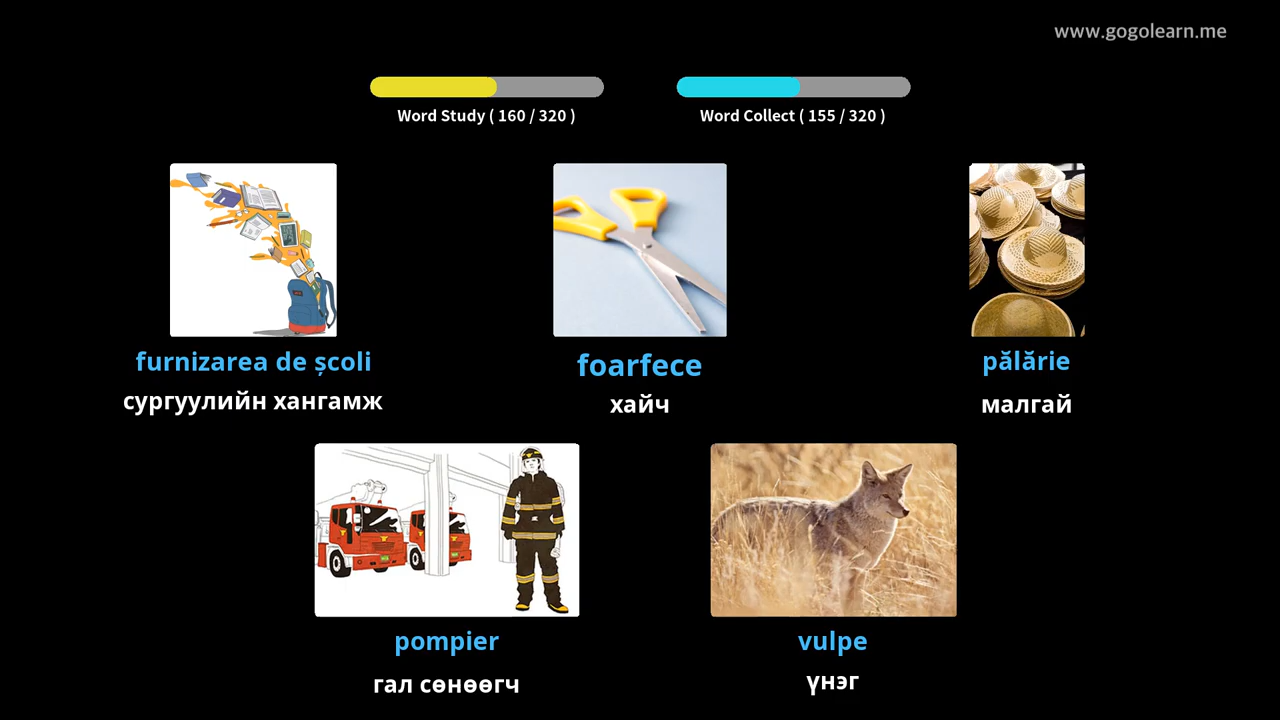 www.gogolearn.me
Word Study ( 160 / 320 )
Word Collect ( 155 / 320 )
furnizarea de școli
foarfece
pălărie
сургуулийн хангамж
хайч
малгай
pompier
vulpe
гал сөнөөгч
үнэг